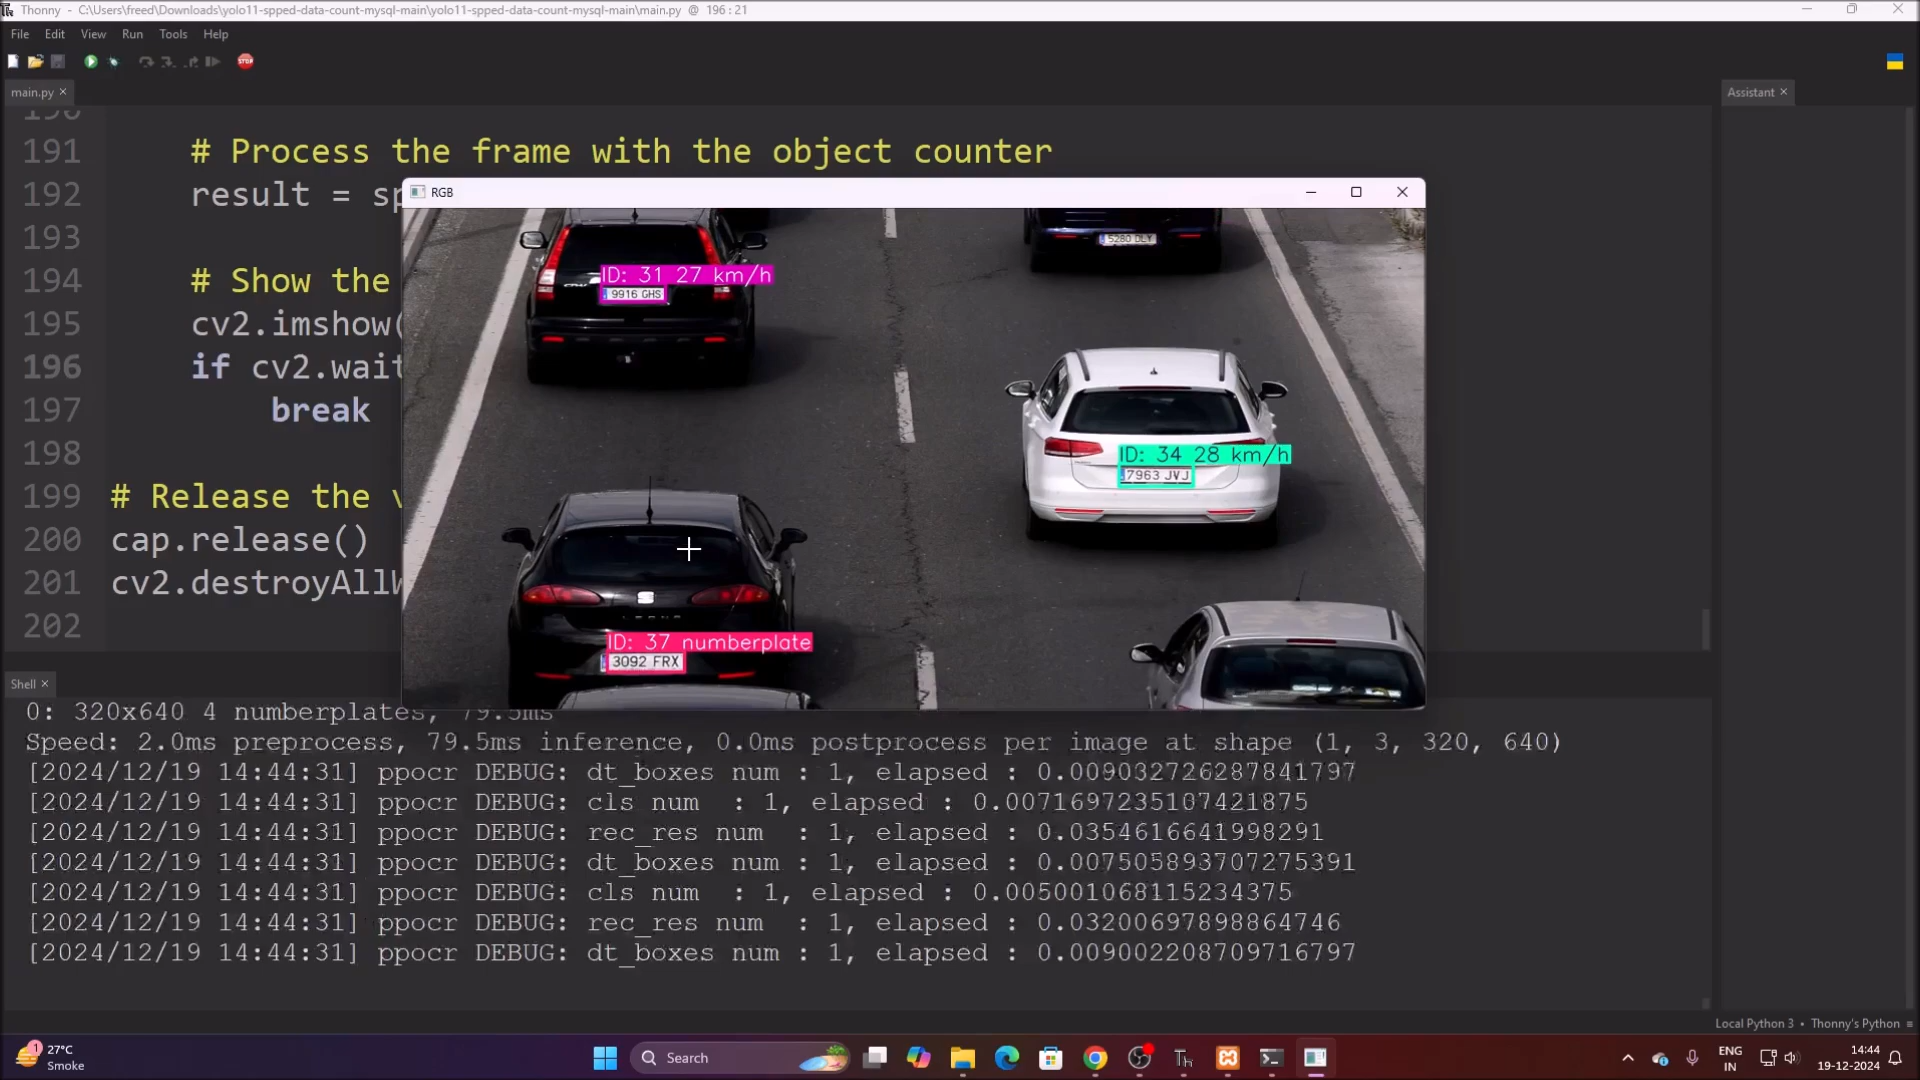 Thonny - C:\Users\freed\Downloads\yolo11-spped-data-count-mysql-main\yolo11-spped-data-count-mysql-main\main.py @ 196 : 21
File Edit View Run Tools Help
main.py ×
Assistant ×
191 # Process the frame with the object counter
192 result = sp
193
194 # Show the
195 cv2.imshow(
196 if cv2.wait
197 break
198
199 # Release the v
200 cap.release()
201 cv2.destroyAllW
202
RGB
5280 DLY
ID: 31 27 km/h
9916 GHS
ID: 34 28 km/h
7963 JVJ
ID: 37 numberplate
3092 FRX
Shell ×
0: 320x640 4 numberplates, 79.5ms
Speed: 2.0ms preprocess, 79.5ms inference, 0.0ms postprocess per image at shape (1, 3, 320, 640)
[2024/12/19 14:44:31] ppocr DEBUG: dt_boxes num : 1, elapsed : 0.009032726287841797
[2024/12/19 14:44:31] ppocr DEBUG: cls num  : 1, elapsed : 0.0071697235107421875
[2024/12/19 14:44:31] ppocr DEBUG: rec_res num  : 1, elapsed : 0.0354616641998291
[2024/12/19 14:44:31] ppocr DEBUG: dt_boxes num : 1, elapsed : 0.007505893707275391
[2024/12/19 14:44:31] ppocr DEBUG: cls num  : 1, elapsed : 0.005001068115234375
[2024/12/19 14:44:31] ppocr DEBUG: rec_res num  : 1, elapsed : 0.03200697898864746
[2024/12/19 14:44:31] ppocr DEBUG: dt_boxes num : 1, elapsed : 0.009002208709716797
Local Python 3 • Thonny's Python ≡
1
27°C
Smoke
Search
ENG
IN
14:44
19-12-2024